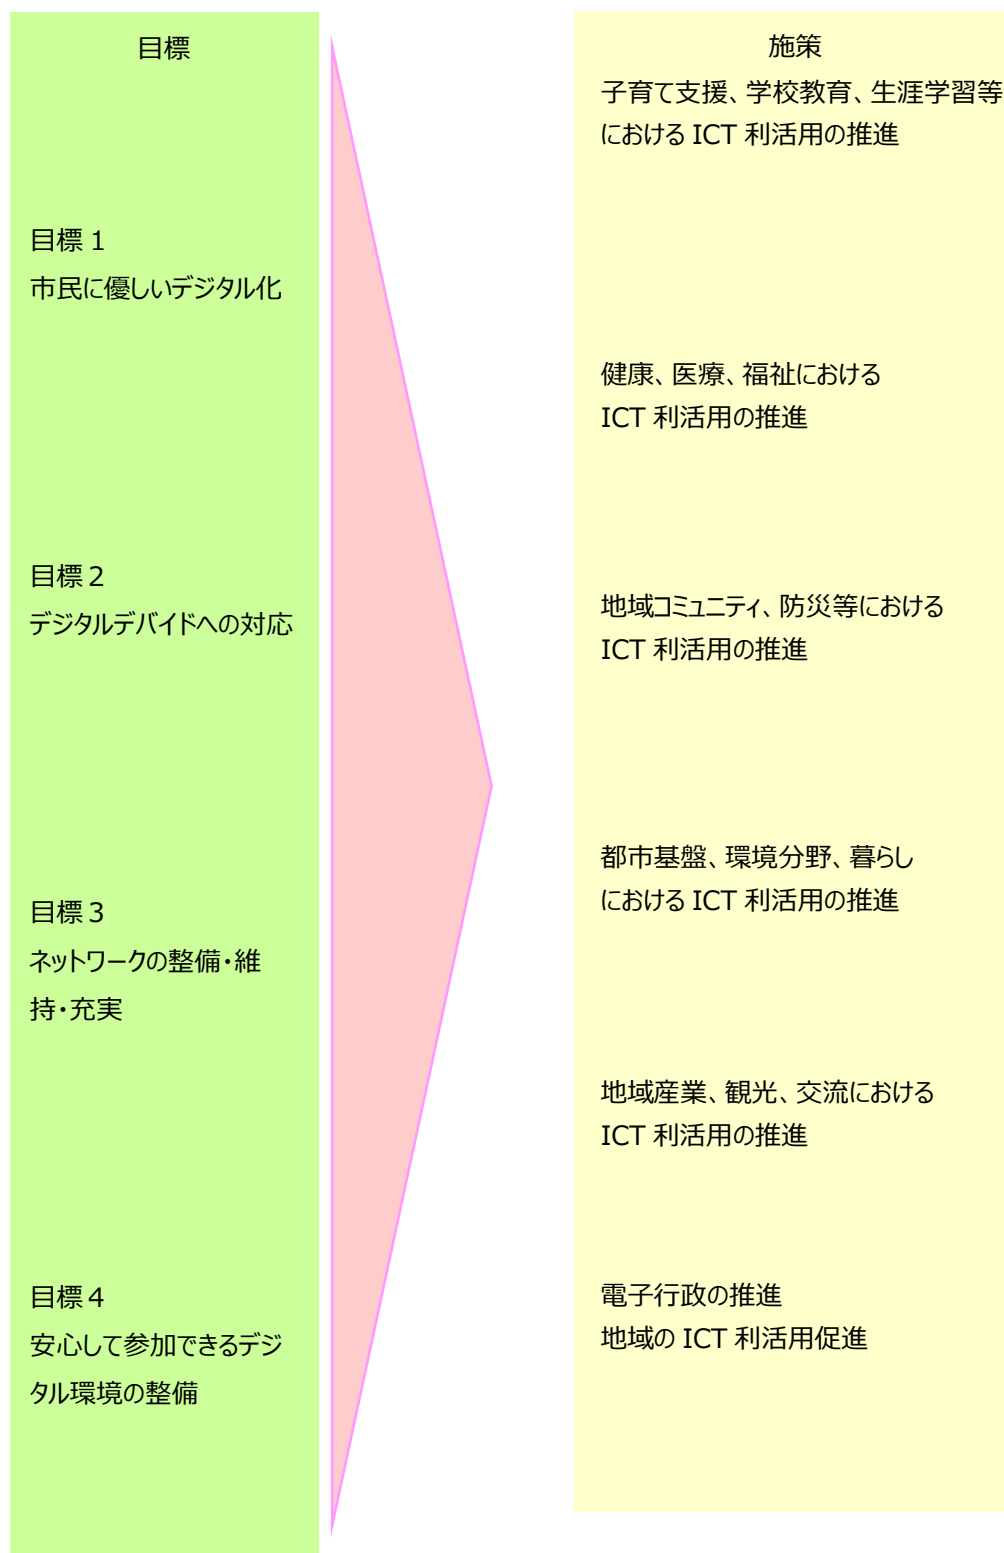 目標
目標１
市民に優しいデジタル化
目標２
デジタルデバイドへの対応
目標３
ネットワークの整備・維
持・充実
目標４
安心して参加できるデジ
タル環境の整備
施策
子育て支援、学校教育、生涯学習等
における ICT 利活用の推進
健康、医療、福祉における
ICT 利活用の推進
地域コミュニティ、防災等における
ICT 利活用の推進
都市基盤、環境分野、暮らし
における ICT 利活用の推進
地域産業、観光、交流における
ICT 利活用の推進
電子行政の推進
地域の ICT 利活用促進